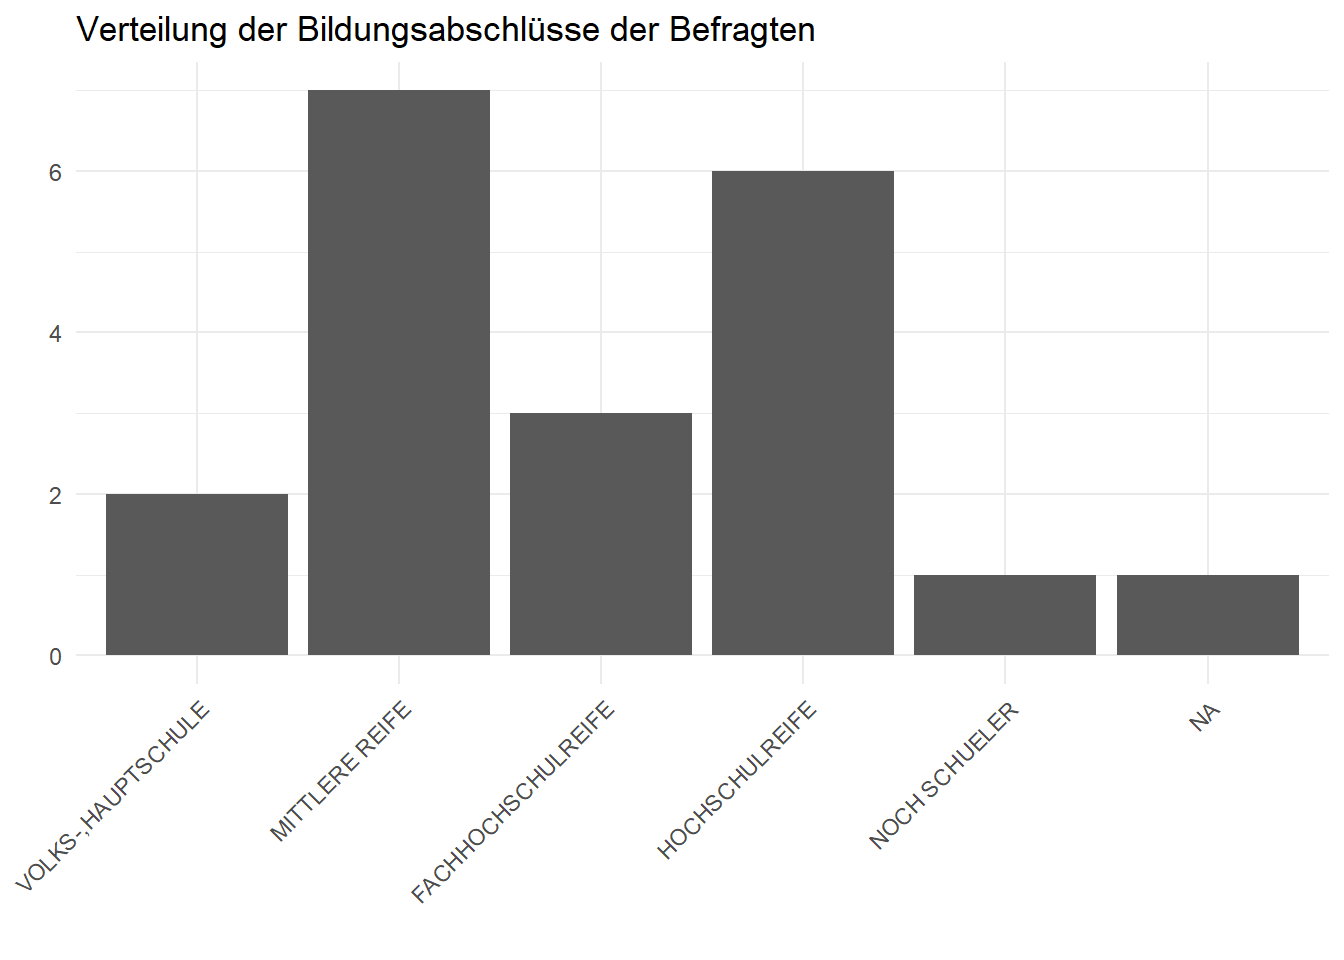 Verteilung der Bildungsabschlüsse der Befragten
6
4
2
0
VOLKS-,HAUPTSCHULE
MITTLERE REIFE
FACHHOCHSCHULREIFE
HOCHSCHULREIFE
NOCH SCHUELER
NA